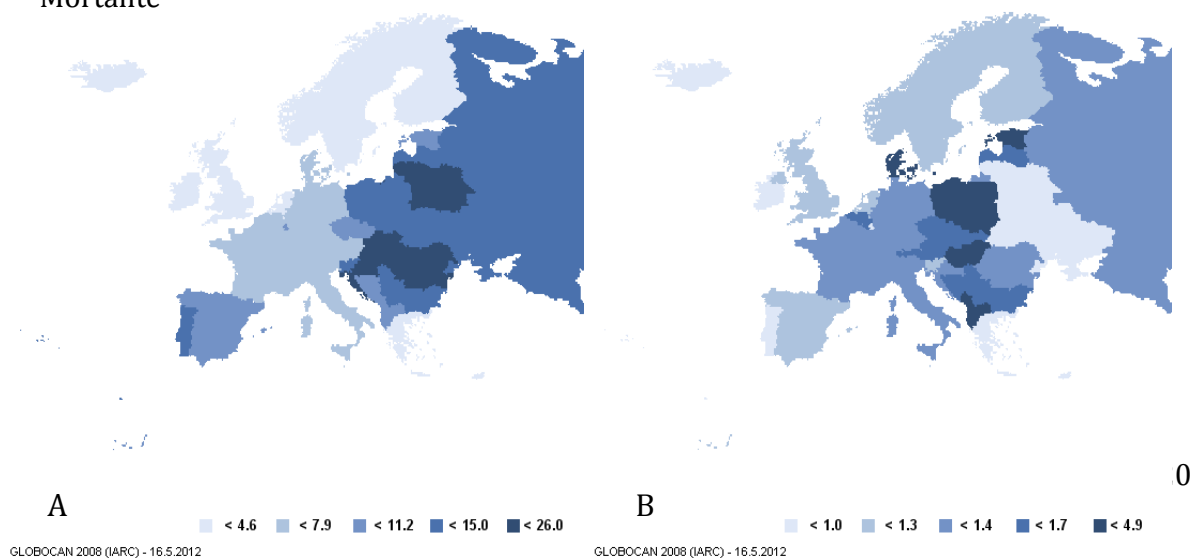 Mortalité
A
B
< 4.6 < 7.9 < 11.2 < 15.0 < 26.0
< 1.0 < 1.3 < 1.4 < 1.7 < 4.9
GLOBOCAN 2008 (IARC) - 16.5.2012
GLOBOCAN 2008 (IARC) - 16.5.2012